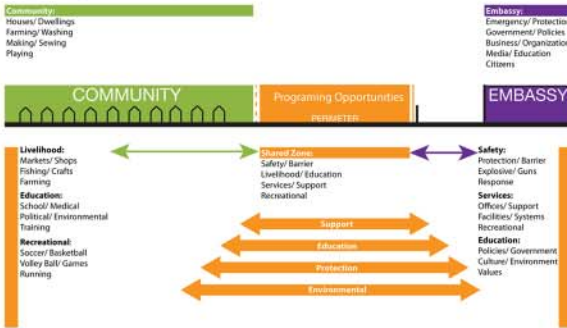 Community:
Houses/ Dwellings
Farming/ Washing
Making/ Sewing
Playing
Embassy:
Emergency/ Protection
Government/ Policies
Business/ Organization
Media/ Education
Citizens
COMMUNITY
Programing Opportunities
PERIMETER
EMBASSY
Livelihood:
Markets/ Shops
Fishing/ Crafts
Farming
Education:
School/ Medical
Political/ Environmental
Training
Recreational:
Soccer/ Basketball
Volley Ball/ Games
Running
Shared Zone:
Safety/ Barrier
Livelihood/ Education
Services/ Support
Recreational
Support
Education
Protection
Environmental
Safety:
Protection/ Barrier
Explosive/ Guns
Response
Services:
Offices/ Support
Facilities/ Systems
Recreational
Education:
Policies/ Government
Culture/ Environment
Values